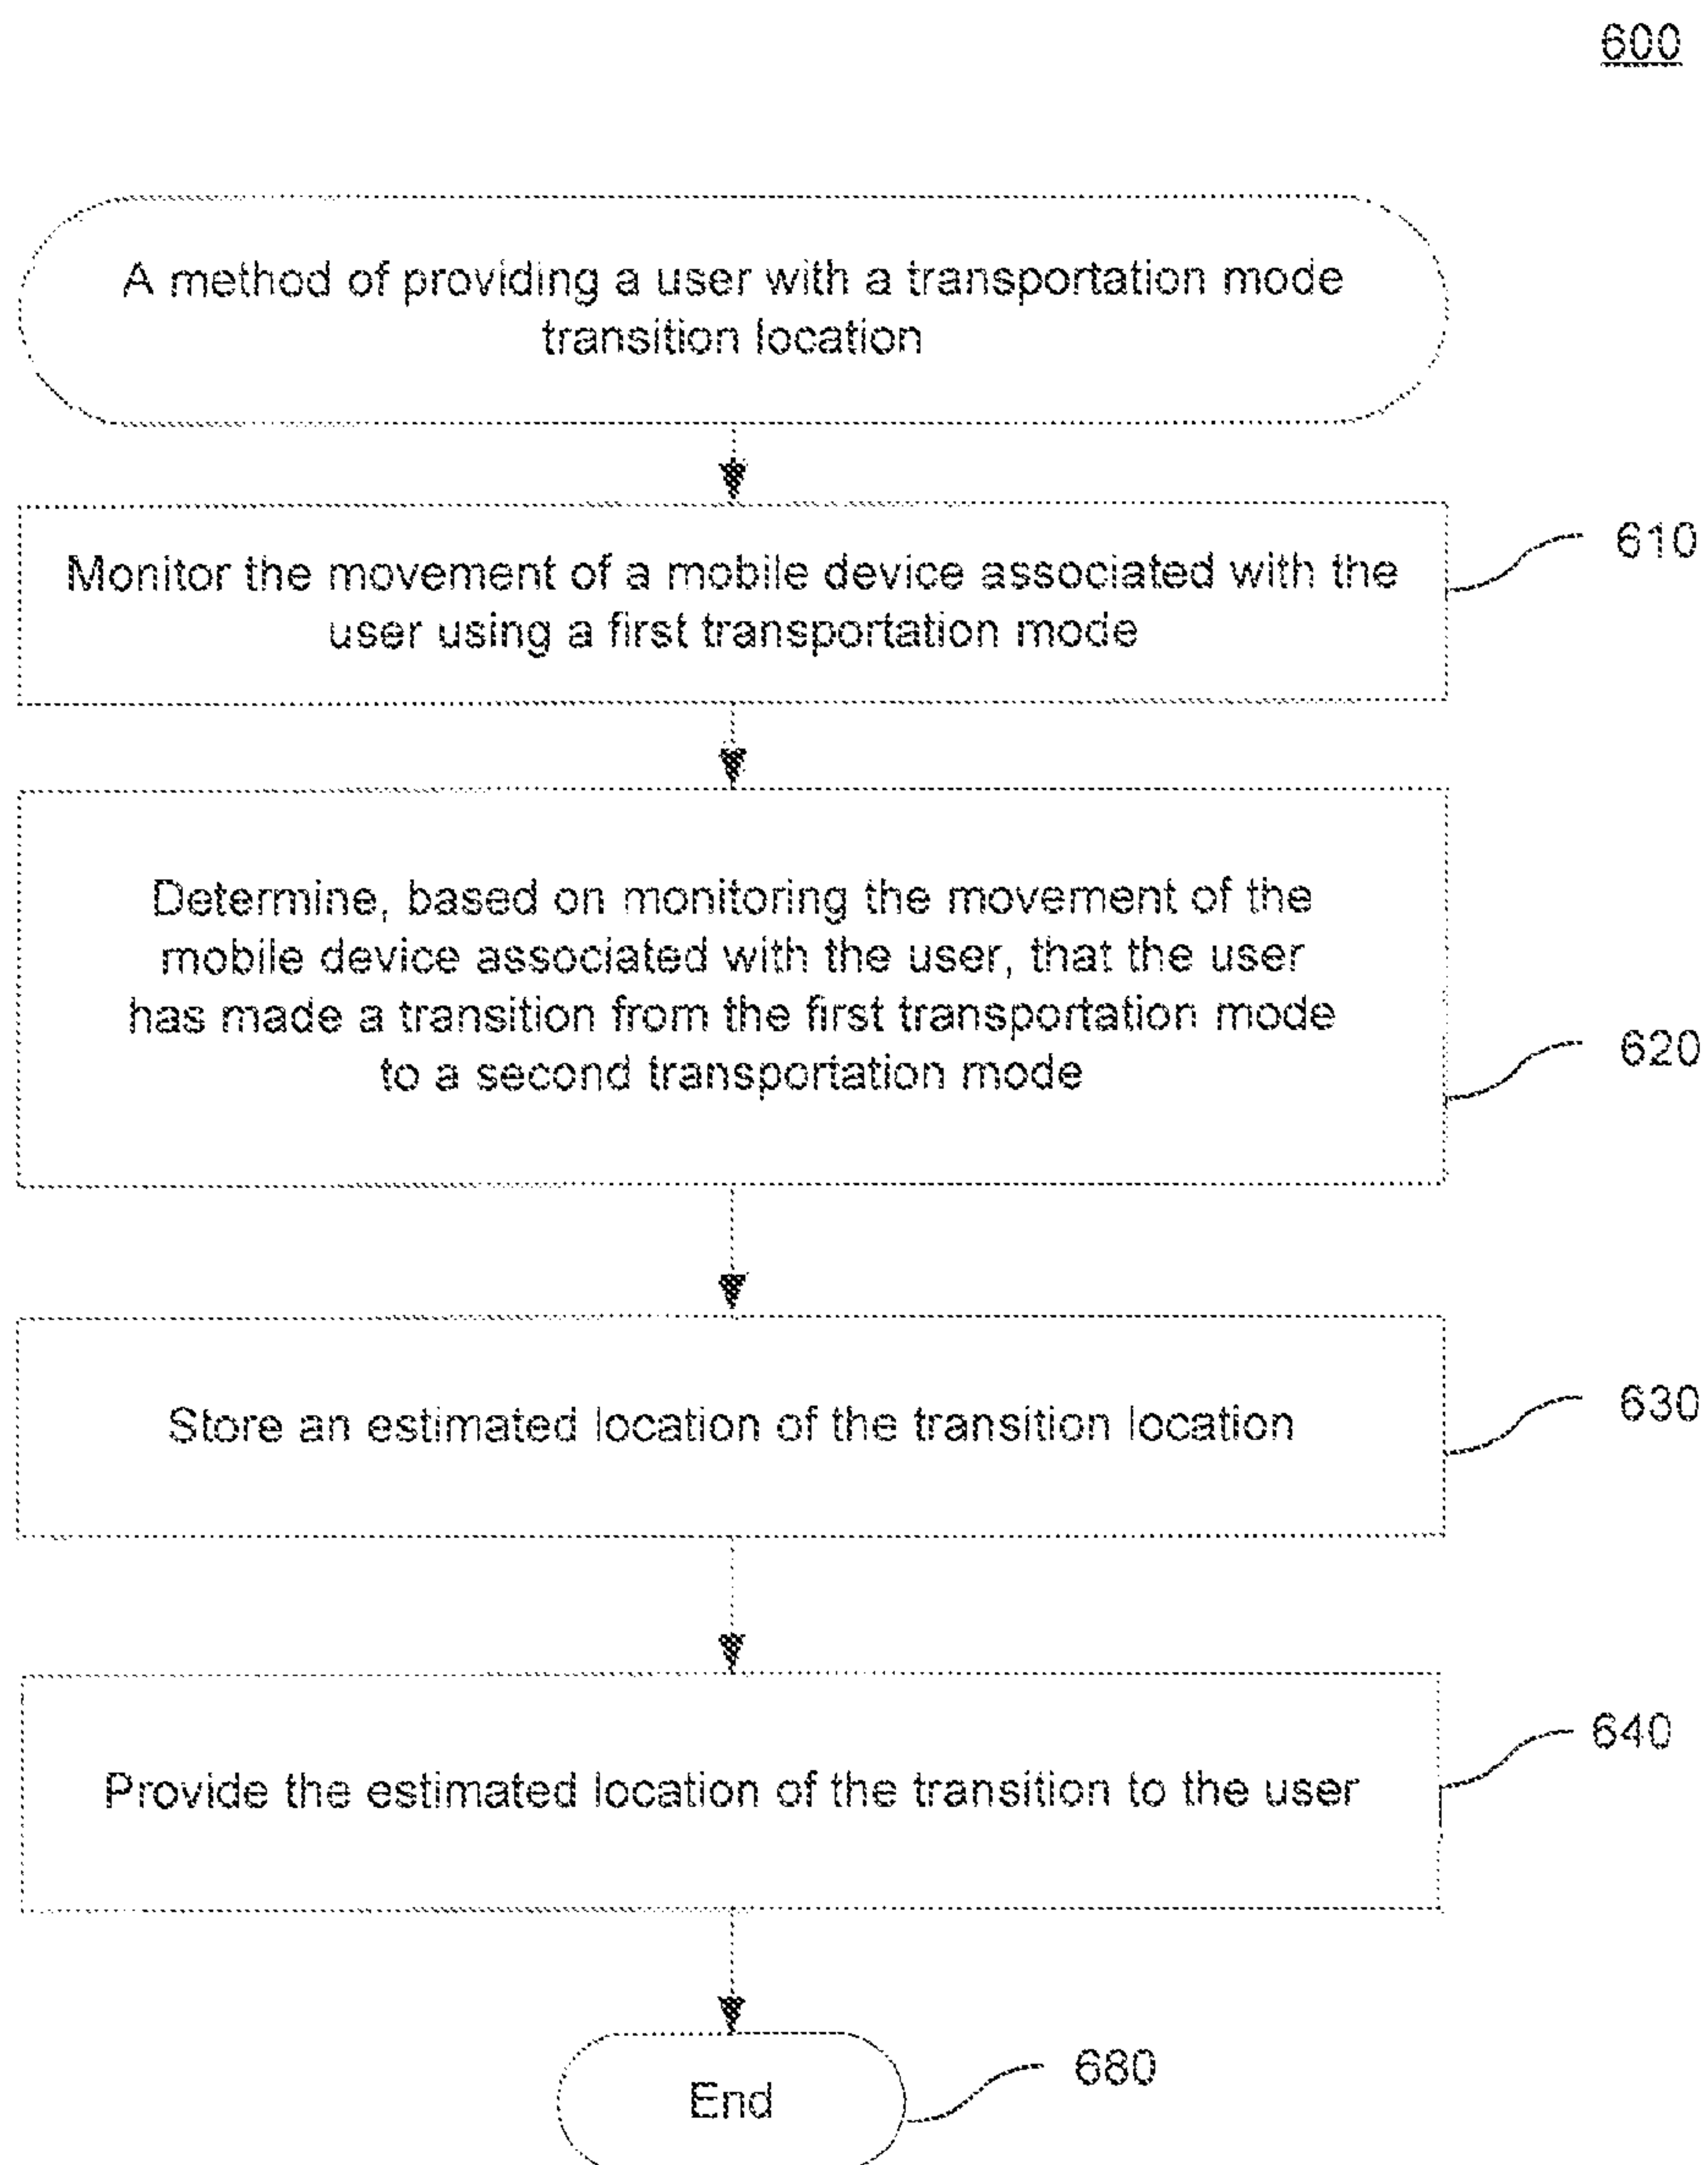 600
A method of providing a user with a transportation mode
transition location
Monitor the movement of a mobile device associated with the
user using a first transportation mode
610
Determine, based on monitoring the movement of the
mobile device associated with the user, that the user
has made a transition from the first transportation mode
to a second transportation mode
620
Store an estimated location of the transition location
630
Provide the estimated location of the transition to the user
640
End
680